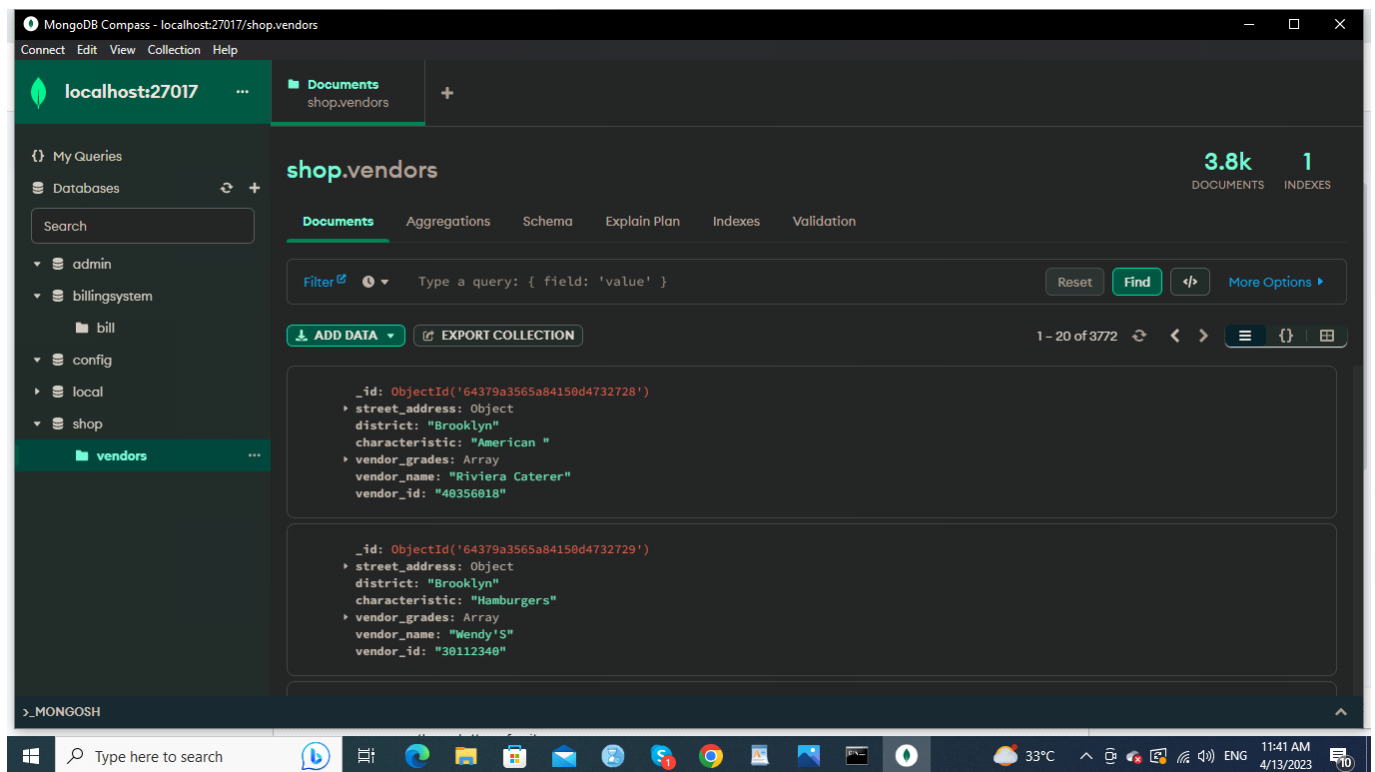 MongoDB Compass - localhost:27017/shop.vendors
Connect Edit View Collection Help
localhost:27017 ...
Documents
shop.vendors
{} My Queries
Databases
Search
admin
billingsystem
bill
config
local
shop
vendors ...
shop.vendors
3.8k
DOCUMENTS
1
INDEXES
Documents Aggregations Schema Explain Plan Indexes Validation
Filter Type a query: { field: 'value' } Reset Find </> More Options
ADD DATA EXPORT COLLECTION 1 – 20 of 3772 {}
_id: ObjectId('64379a3565a84150d4732728')
street_address: Object
district: "Brooklyn"
characteristic: "American "
vendor_grades: Array
vendor_name: "Riviera Caterer"
vendor_id: "40356018"
_id: ObjectId('64379a3565a84150d4732729')
street_address: Object
district: "Brooklyn"
characteristic: "Hamburgers"
vendor_grades: Array
vendor_name: "Wendy'S"
vendor_id: "30112340"
>_MONGOSH
Type here to search
1
33°C
ENG
11:41 AM
4/13/2023
10